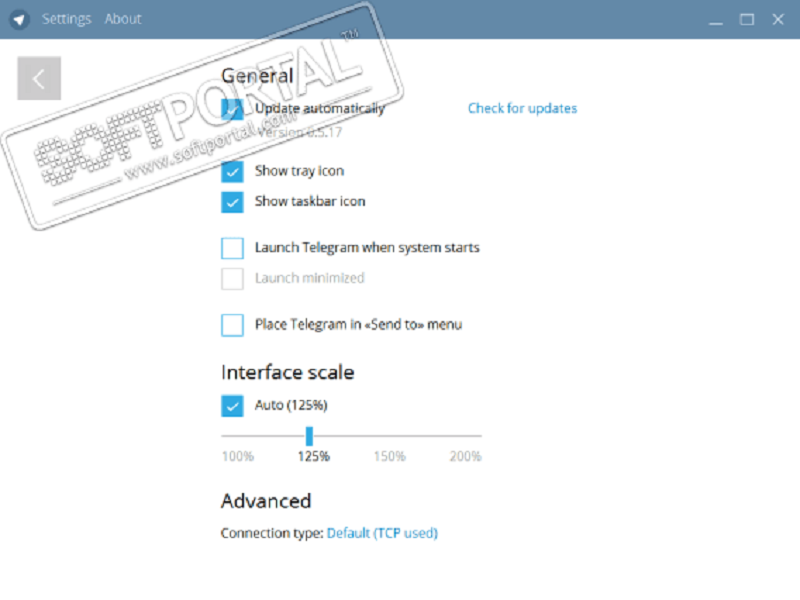 Settings About
General
SOFTPORTAL™
www.softportal.com
Update automatically Check for updates
Version 0.5.17
Show tray icon
Show taskbar icon
Launch Telegram when system starts
Launch minimized
Place Telegram in «Send to» menu
Interface scale
Auto (125%)
100% 125% 150% 200%
Advanced
Connection type: Default (TCP used)